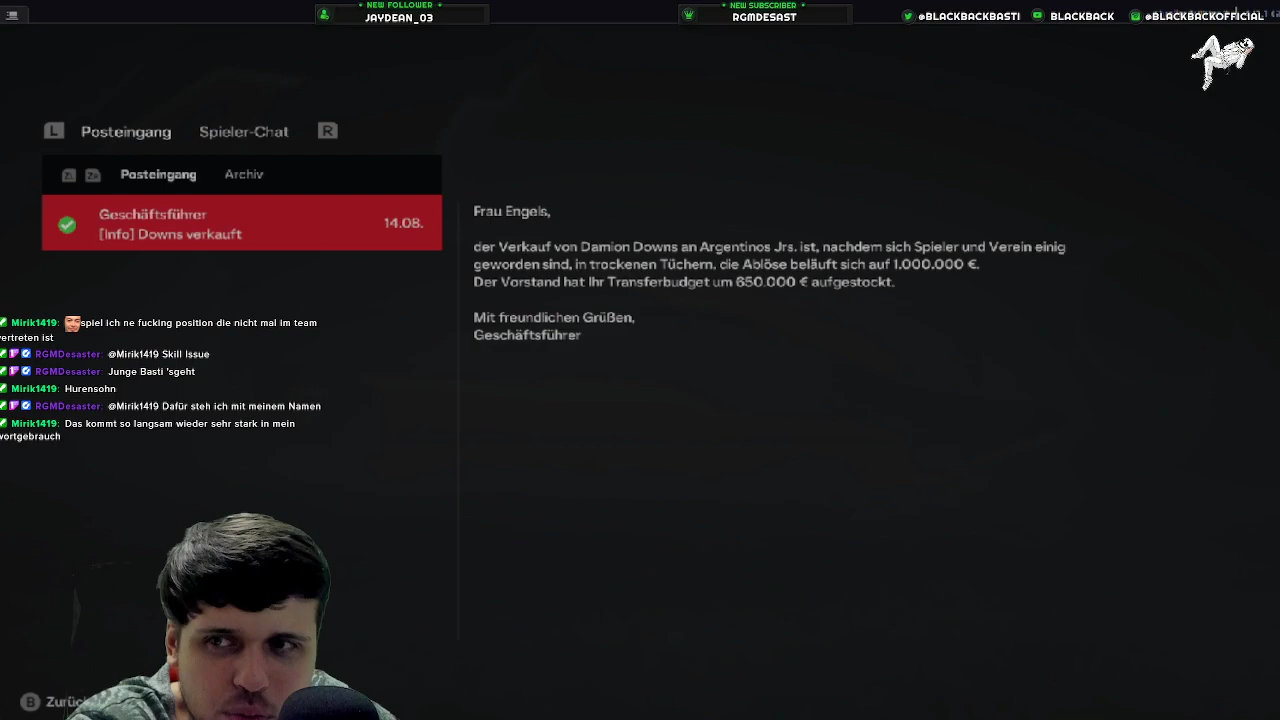 • NEW FOLLOWER •
JAYDEAN_03
• NEW SUBSCRIBER •
RGMDESAST
@BLACKBACKBASTI
BLACKBACK
@BLACKBACKOFFICIAL
L Posteingang Spieler-Chat R
Posteingang Archiv
Geschäftsführer
[Info] Downs verkauft
14.08.
Frau Engels,
der Verkauf von Damion Downs an Argentinos Jrs. ist, nachdem sich Spieler und Verein einig
geworden sind, in trockenen Tüchern, die Ablöse beläuft sich auf 1.000.000 €.
Der Vorstand hat Ihr Transferbudget um 650.000 € aufgestockt.
Mit freundlichen Grüßen,
Geschäftsführer
Mirik1419: spiel ich ne fucking position die nicht mal im team
vertreten ist
RGMDesaster: @Mirik1419 Skill Issue
RGMDesaster: Junge Basti 'sgeht
Mirik1419: Hurensohn
RGMDesaster: @Mirik1419 Dafür steh ich mit meinem Namen
Mirik1419: Das kommt so langsam wieder sehr stark in mein
wortgebrauch
B Zurück